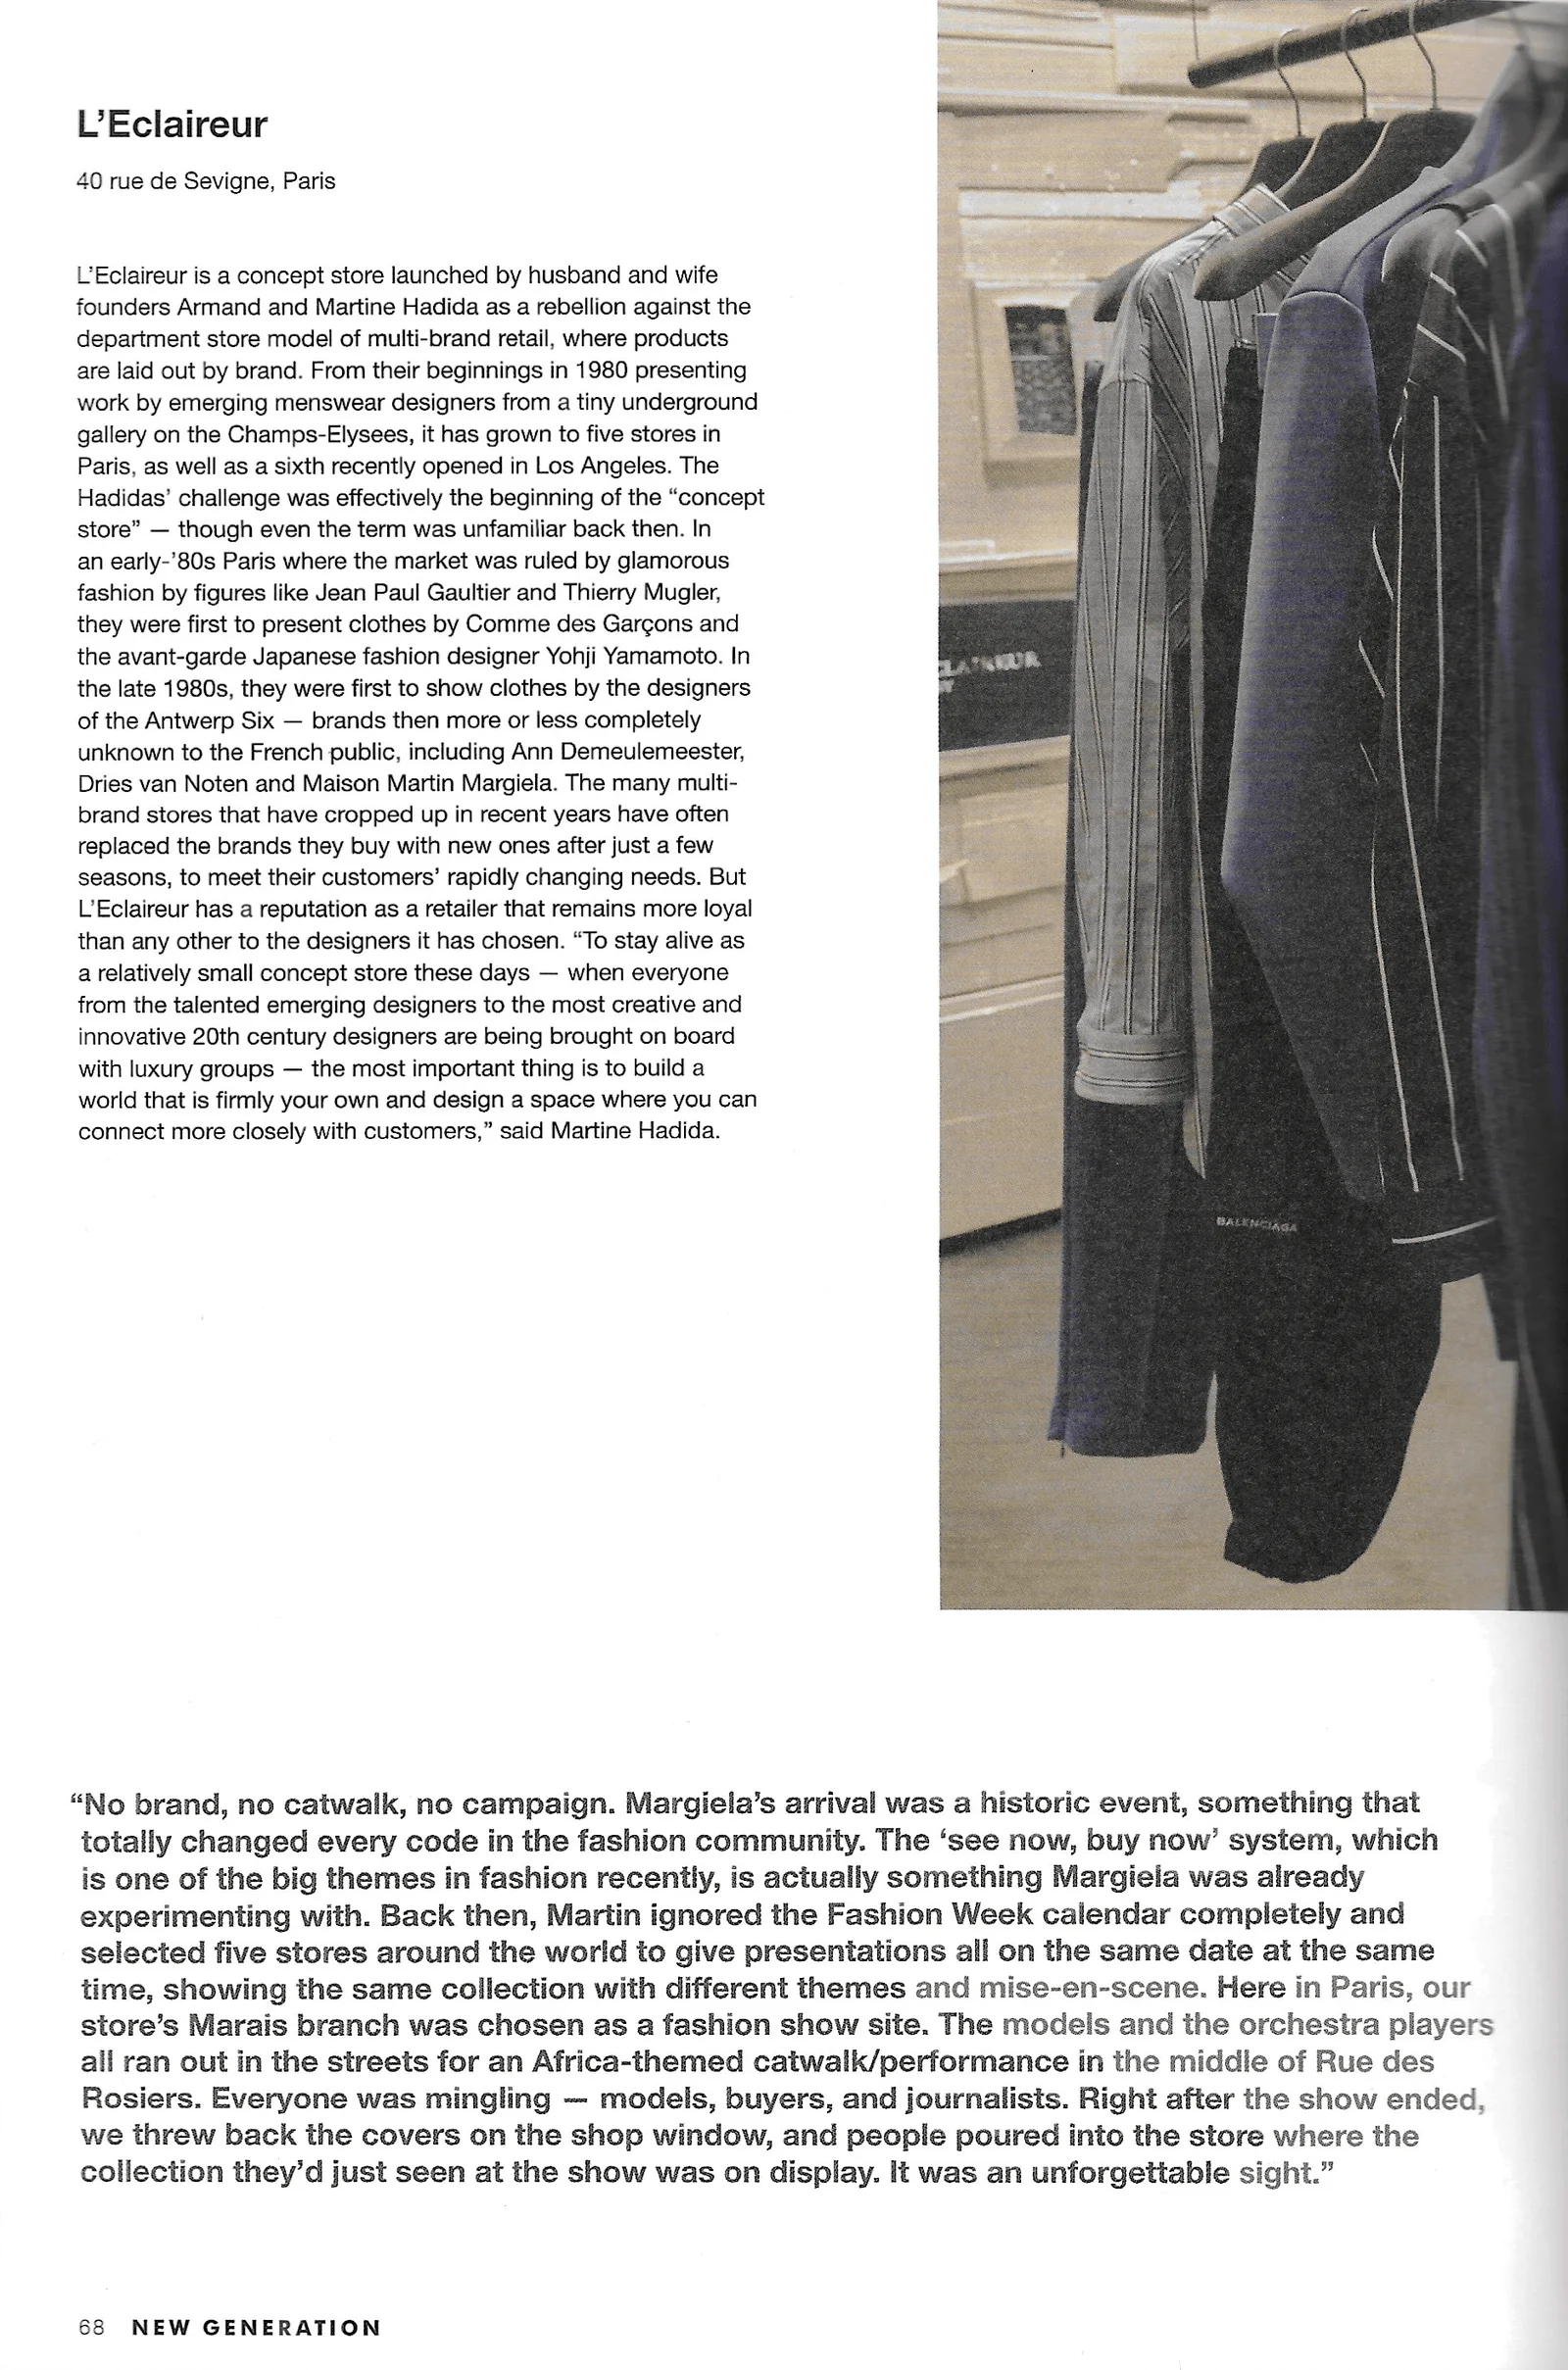 L’Eclaireur
40 rue de Sevigne, Paris
L’Eclaireur is a concept store launched by husband and wife
founders Armand and Martine Hadida as a rebellion against the
department store model of multi-brand retail, where products
are laid out by brand. From their beginnings in 1980 presenting
work by emerging menswear designers from a tiny underground
gallery on the Champs-Elysees, it has grown to five stores in
Paris, as well as a sixth recently opened in Los Angeles. The
Hadidas’ challenge was effectively the beginning of the “concept
store” — though even the term was unfamiliar back then. In
an early-’80s Paris where the market was ruled by glamorous
fashion by figures like Jean Paul Gaultier and Thierry Mugler,
they were first to present clothes by Comme des Garçons and
the avant-garde Japanese fashion designer Yohji Yamamoto. In
the late 1980s, they were first to show clothes by the designers
of the Antwerp Six — brands then more or less completely
unknown to the French public, including Ann Demeulemeester,
Dries van Noten and Maison Martin Margiela. The many multi-
brand stores that have cropped up in recent years have often
replaced the brands they buy with new ones after just a few
seasons, to meet their customers’ rapidly changing needs. But
L’Eclaireur has a reputation as a retailer that remains more loyal
than any other to the designers it has chosen. “To stay alive as
a relatively small concept store these days — when everyone
from the talented emerging designers to the most creative and
innovative 20th century designers are being brought on board
with luxury groups — the most important thing is to build a
world that is firmly your own and design a space where you can
connect more closely with customers,” said Martine Hadida.
CLAIREUR
BALENCIAGA
“No brand, no catwalk, no campaign. Margiela’s arrival was a historic event, something that
totally changed every code in the fashion community. The ‘see now, buy now’ system, which
is one of the big themes in fashion recently, is actually something Margiela was already
experimenting with. Back then, Martin ignored the Fashion Week calendar completely and
selected five stores around the world to give presentations all on the same date at the same
time, showing the same collection with different themes and mise-en-scene. Here in Paris, our
store’s Marais branch was chosen as a fashion show site. The models and the orchestra players
all ran out in the streets for an Africa-themed catwalk/performance in the middle of Rue des
Rosiers. Everyone was mingling — models, buyers, and journalists. Right after the show ended,
we threw back the covers on the shop window, and people poured into the store where the
collection they’d just seen at the show was on display. It was an unforgettable sight.”
68 NEW GENERATION